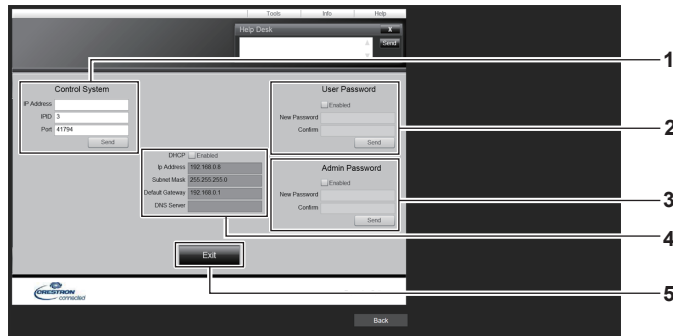 Tools Info Help
Help Desk X
Send
1
Control System
IP Address
IPID 3
Port 41794
Send
User Password
Enabled
New Password
Confirm
Send
2
DHCP Enabled
Ip Address 192.168.0.8
Subnet Mask 255.255.255.0
Default Gateway 192.168.0.1
DNS Server
Admin Password
Enabled
New Password
Confirm
Send
3
4
Exit
5
CRESTRON
connected
Back